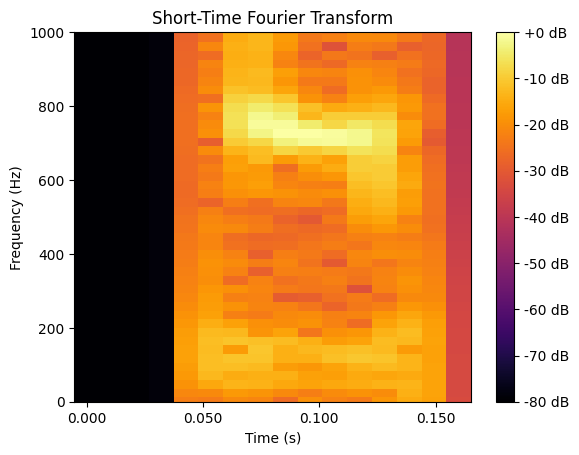 Short-Time Fourier Transform
1000
800
600
400
200
0
Frequency (Hz)
0.000
0.050
0.100
0.150
Time (s)
+0 dB
-10 dB
-20 dB
-30 dB
-40 dB
-50 dB
-60 dB
-70 dB
-80 dB